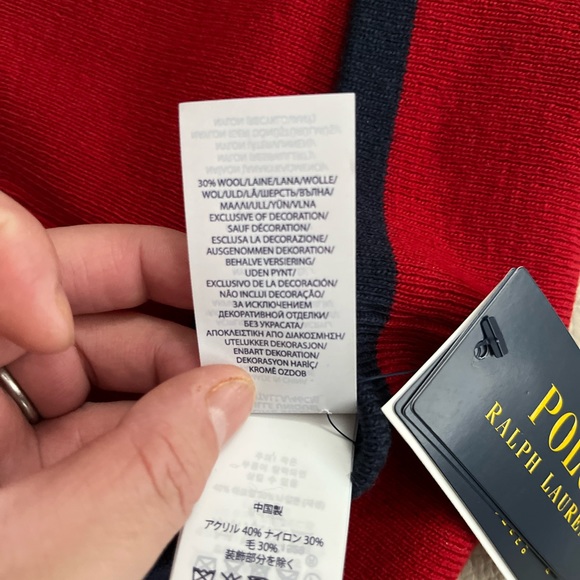 30% WOOL/LAINE/LANA/WOLLE/
WOL/ULD/LÃ/ШЕРСТЬ/ВЪЛНА/
ΜΑΛΛΙ/ULL/YÜN/VLNA
EXCLUSIVE OF DECORATION/
SAUF DÉCORATION/
ESCLUSA LA DECORAZIONE/
AUSGENOMMEN DEKORATION/
BEHALVE VERSIERING/
UDEN PYNT/
EXCLUSIVO DE LA DECORACIÓN/
NÃO INCLUI DECORAÇÃO/
ЗА ИСКЛЮЧЕНИЕМ
ДЕКОРАТИВНОЙ ОТДЕЛКИ/
БЕЗ УКРАСАТА/
ΑΠΟΚΛΕΙΣΤΙΚΗ ΑΠΟ ΔΙΑΚΟΣΜΗΣΗ/
UTELUKKER DEKORASJON/
ENBART DEKORATION/
DEKORASYON HARİÇ/
KROMĚ OZDOB
中国製
アクリル 40% ナイロン 30%
毛 30%
装飾部分を除く
POLO
RALPH LAUREN